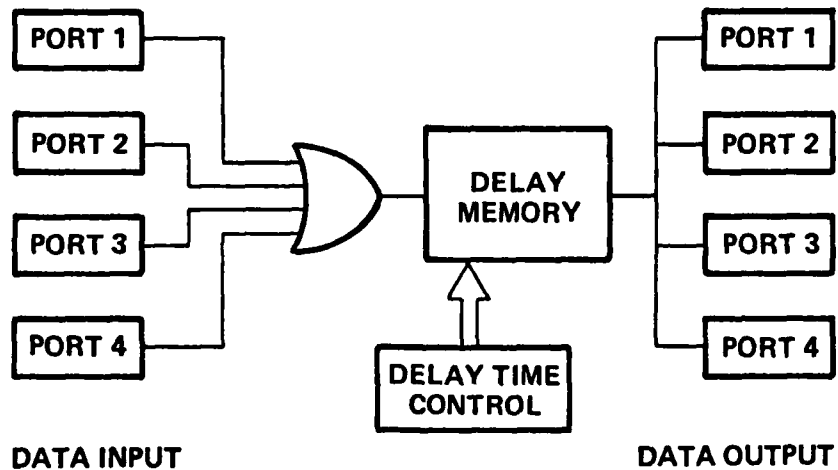 PORT 1
PORT 2
PORT 3
PORT 4
DATA INPUT
DELAY
MEMORY
DELAY TIME
CONTROL
PORT 1
PORT 2
PORT 3
PORT 4
DATA OUTPUT